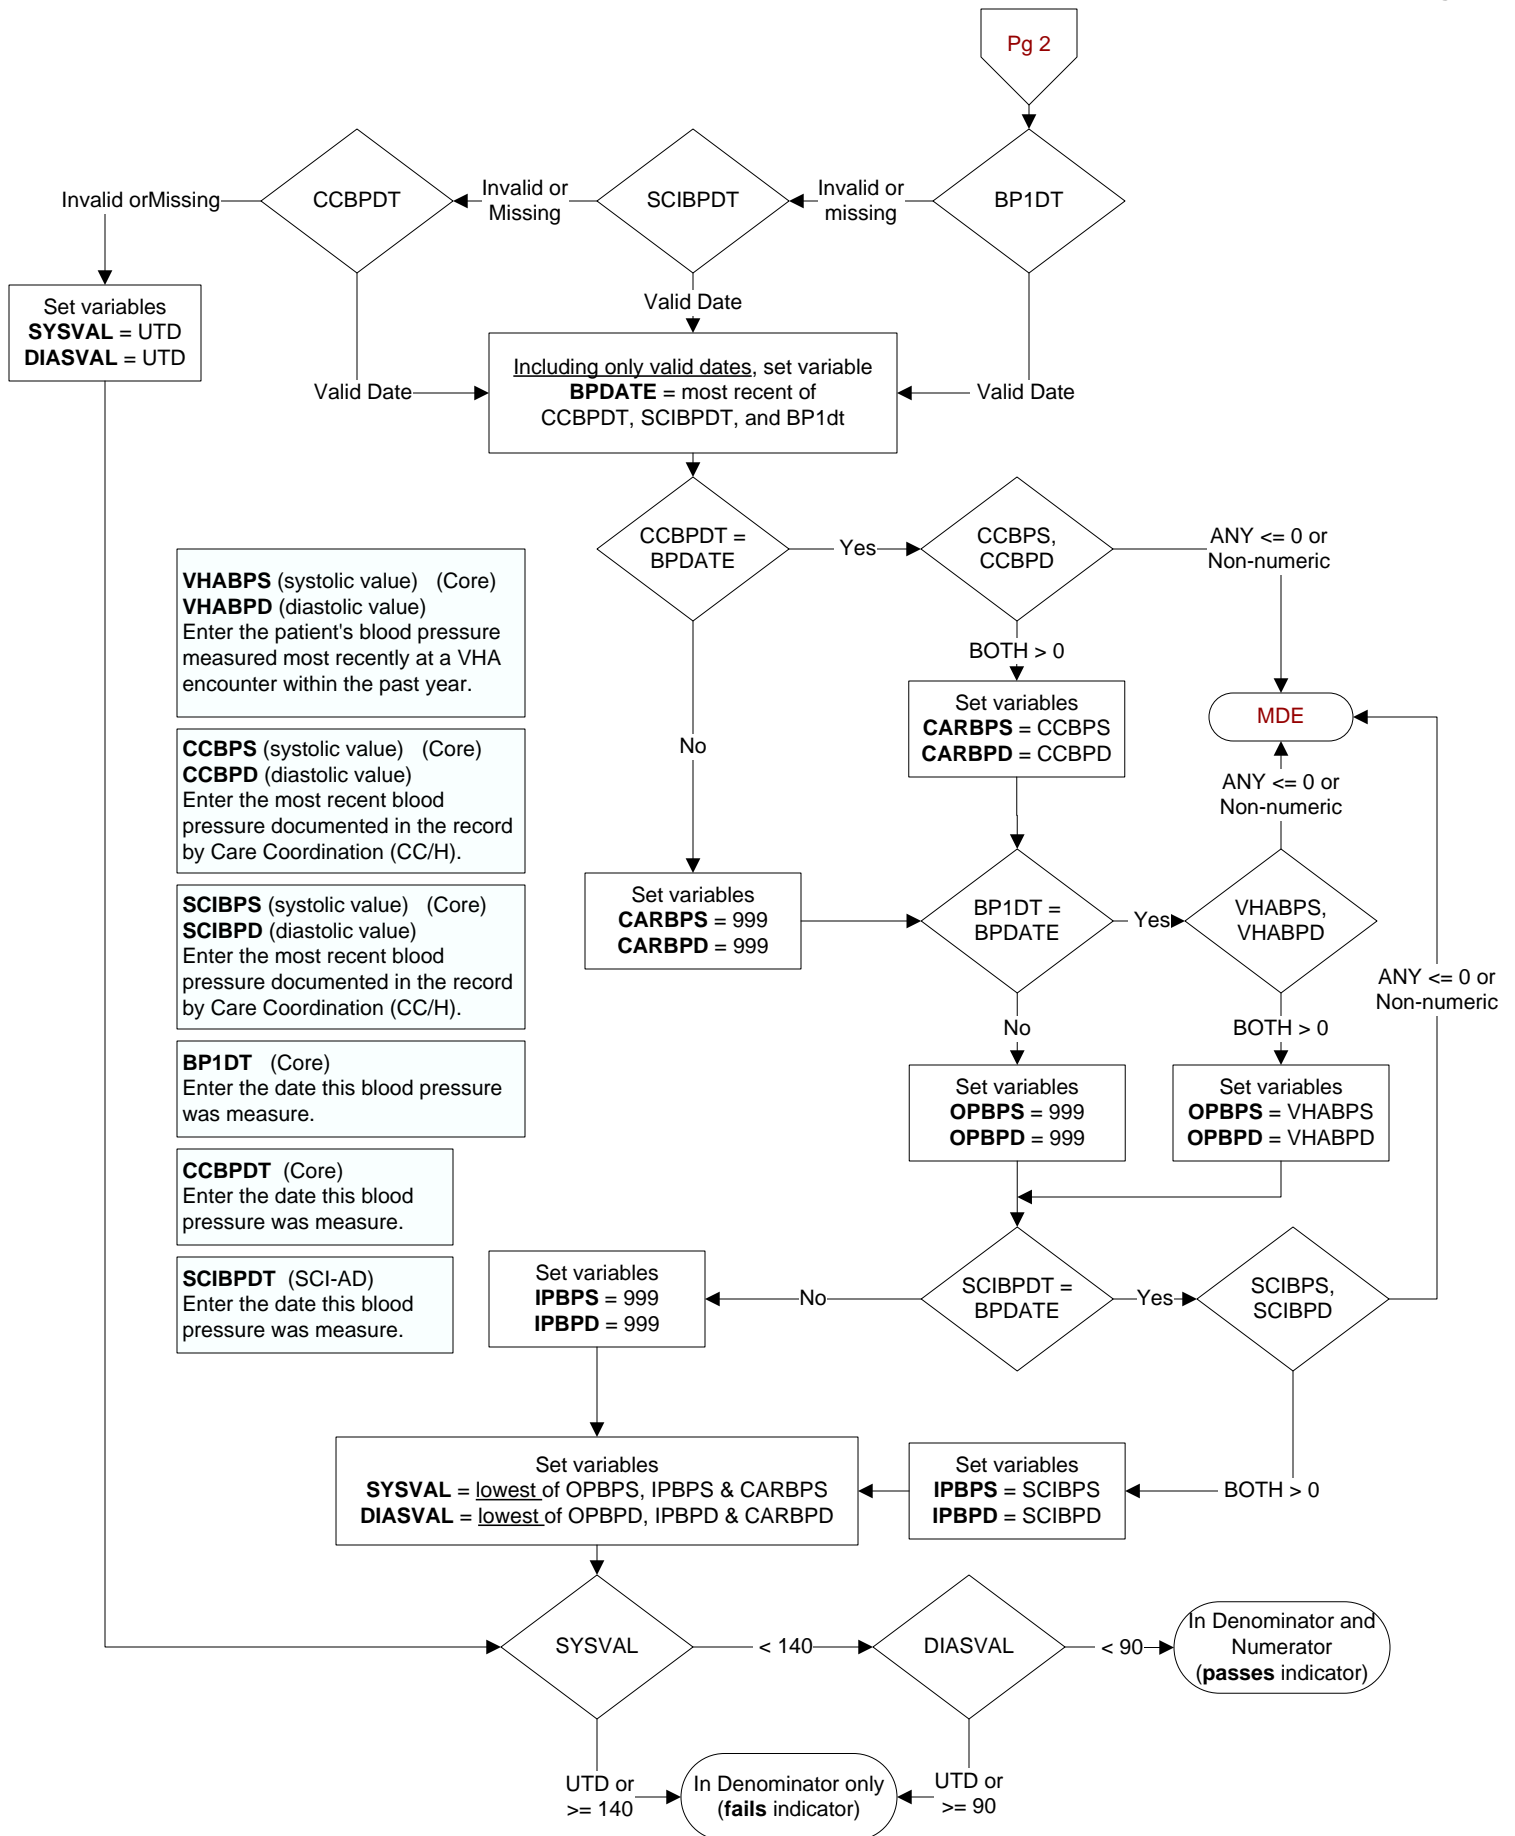 Pg 2
CCBPDT
SCIBPDT
BP1DT
Invalid orMissing
Invalid or
Missing
Invalid or
missing
Set variables
SYSVAL = UTD
DIASVAL = UTD
Valid Date
Valid Date
Valid Date
Including only valid dates, set variable
BPDATE = most recent of
CCBPDT, SCIBPDT, and BP1dt
CCBPDT =
BPDATE
Yes
CCBPS,
CCBPD
ANY <= 0 or
Non-numeric
BOTH > 0
No
Set variables
CARBPS = CCBPS
CARBPD = CCBPD
MDE
ANY <= 0 or
Non-numeric
VHABPS (systolic value) (Core)
VHABPD (diastolic value)
Enter the patient's blood pressure
measured most recently at a VHA
encounter within the past year.
CCBPS (systolic value) (Core)
CCBPD (diastolic value)
Enter the most recent blood
pressure documented in the record
by Care Coordination (CC/H).
SCIBPS (systolic value) (Core)
SCIBPD (diastolic value)
Enter the most recent blood
pressure documented in the record
by Care Coordination (CC/H).
BP1DT (Core)
Enter the date this blood pressure
was measure.
CCBPDT (Core)
Enter the date this blood
pressure was measure.
SCIBPDT (SCI-AD)
Enter the date this blood
pressure was measure.
Set variables
CARBPS = 999
CARBPD = 999
BP1DT =
BPDATE
Yes
VHABPS,
VHABPD
ANY <= 0 or
Non-numeric
No
BOTH > 0
Set variables
OPBPS = 999
OPBPD = 999
Set variables
OPBPS = VHABPS
OPBPD = VHABPD
Set variables
IPBPS = 999
IPBPD = 999
No
SCIBPDT =
BPDATE
Yes
SCIBPS,
SCIBPD
Set variables
SYSVAL = lowest of OPBPS, IPBPS & CARBPS
DIASVAL = lowest of OPBPD, IPBPD & CARBPD
Set variables
IPBPS = SCIBPS
IPBPD = SCIBPD
BOTH > 0
SYSVAL
< 140
DIASVAL
< 90
In Denominator and
Numerator
(passes indicator)
UTD or
>= 140
In Denominator only
(fails indicator)
UTD or
>= 90